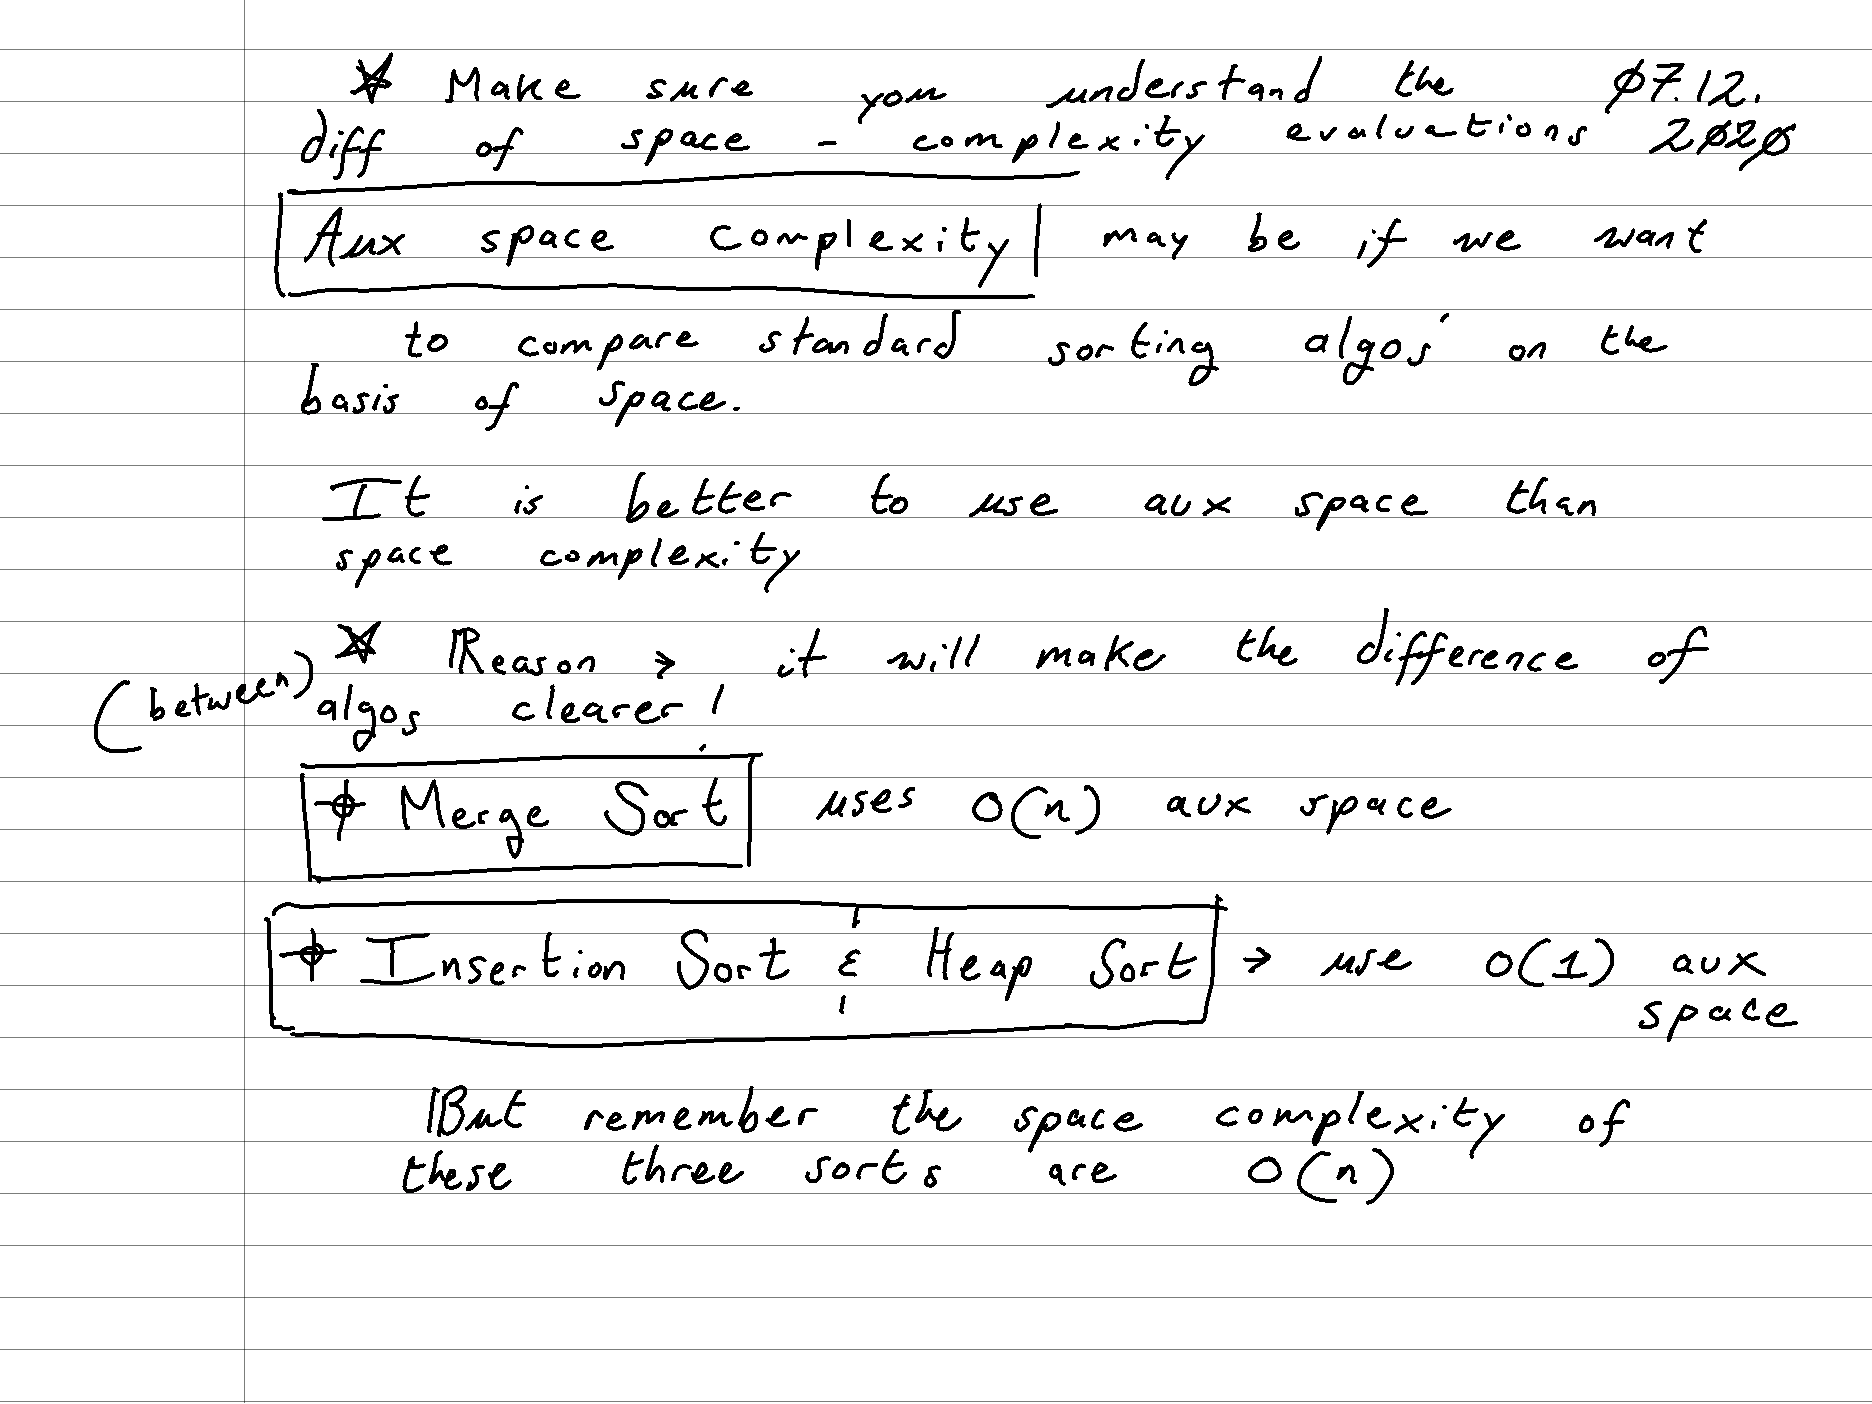 ☆ Make sure you understand the 07.12.
diff of space - complexity evaluations 2020
Aux space complexity may be if we want
to compare standard sorting algos' on the
basis of space.
It is better to use aux space than
space complexity
☆ Reason → it will make the difference of
(between) algos clearer!
Merge Sort uses O(n) aux space
Insertion Sort & Heap Sort → use O(1) aux
space
But remember the space complexity of
these three sorts are O(n)